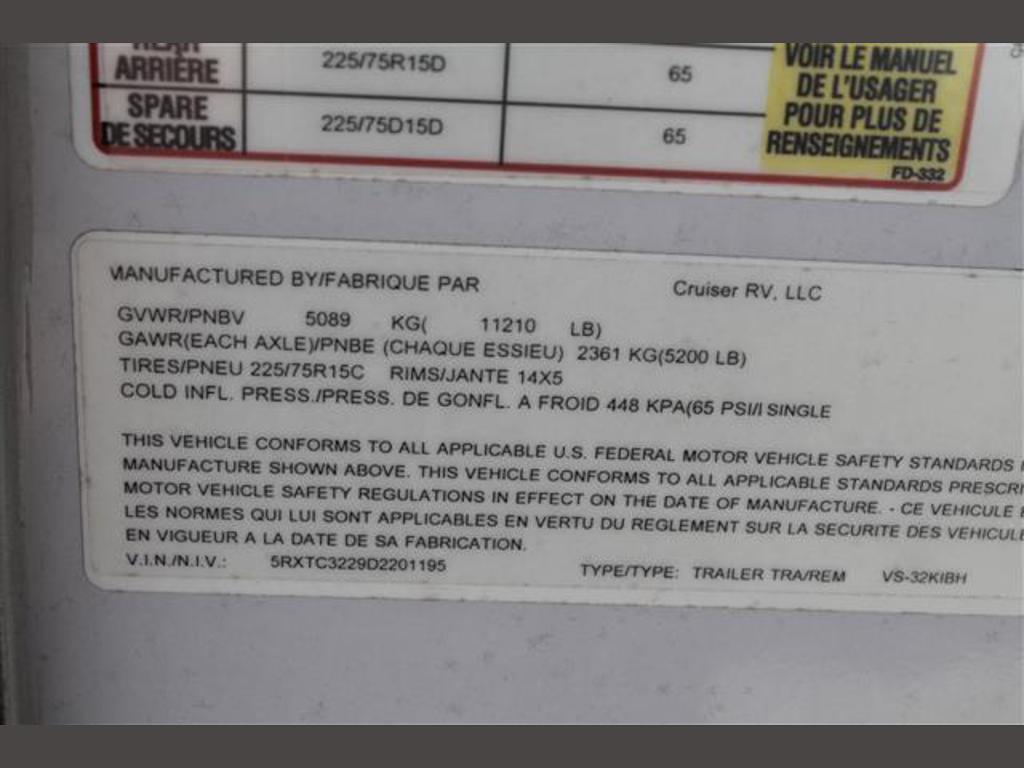 REAR
ARRIÈRE 225/75R15D 65
SPARE
DE SECOURS 225/75D15D 65
VOIR LE MANUEL
DE L'USAGER
POUR PLUS DE
RENSEIGNEMENTS
FD-332
MANUFACTURED BY/FABRIQUE PAR Cruiser RV, LLC
GVWR/PNBV 5089 KG( 11210 LB)
GAWR(EACH AXLE)/PNBE (CHAQUE ESSIEU) 2361 KG(5200 LB)
TIRES/PNEU 225/75R15C RIMS/JANTE 14X5
COLD INFL. PRESS./PRESS. DE GONFL. A FROID 448 KPA(65 PSI/I SINGLE
THIS VEHICLE CONFORMS TO ALL APPLICABLE U.S. FEDERAL MOTOR VEHICLE SAFETY STANDARDS
MANUFACTURE SHOWN ABOVE. THIS VEHICLE CONFORMS TO ALL APPLICABLE STANDARDS PRESCRI
MOTOR VEHICLE SAFETY REGULATIONS IN EFFECT ON THE DATE OF MANUFACTURE. - CE VEHICULE E
LES NORMES QUI LUI SONT APPLICABLES EN VERTU DU REGLEMENT SUR LA SECURITE DES VEHICULE
EN VIGUEUR A LA DATE DE SA FABRICATION.
V.I.N./N.I.V.: 5RXTC3229D2201195 TYPE/TYPE: TRAILER TRA/REM VS-32KIBH